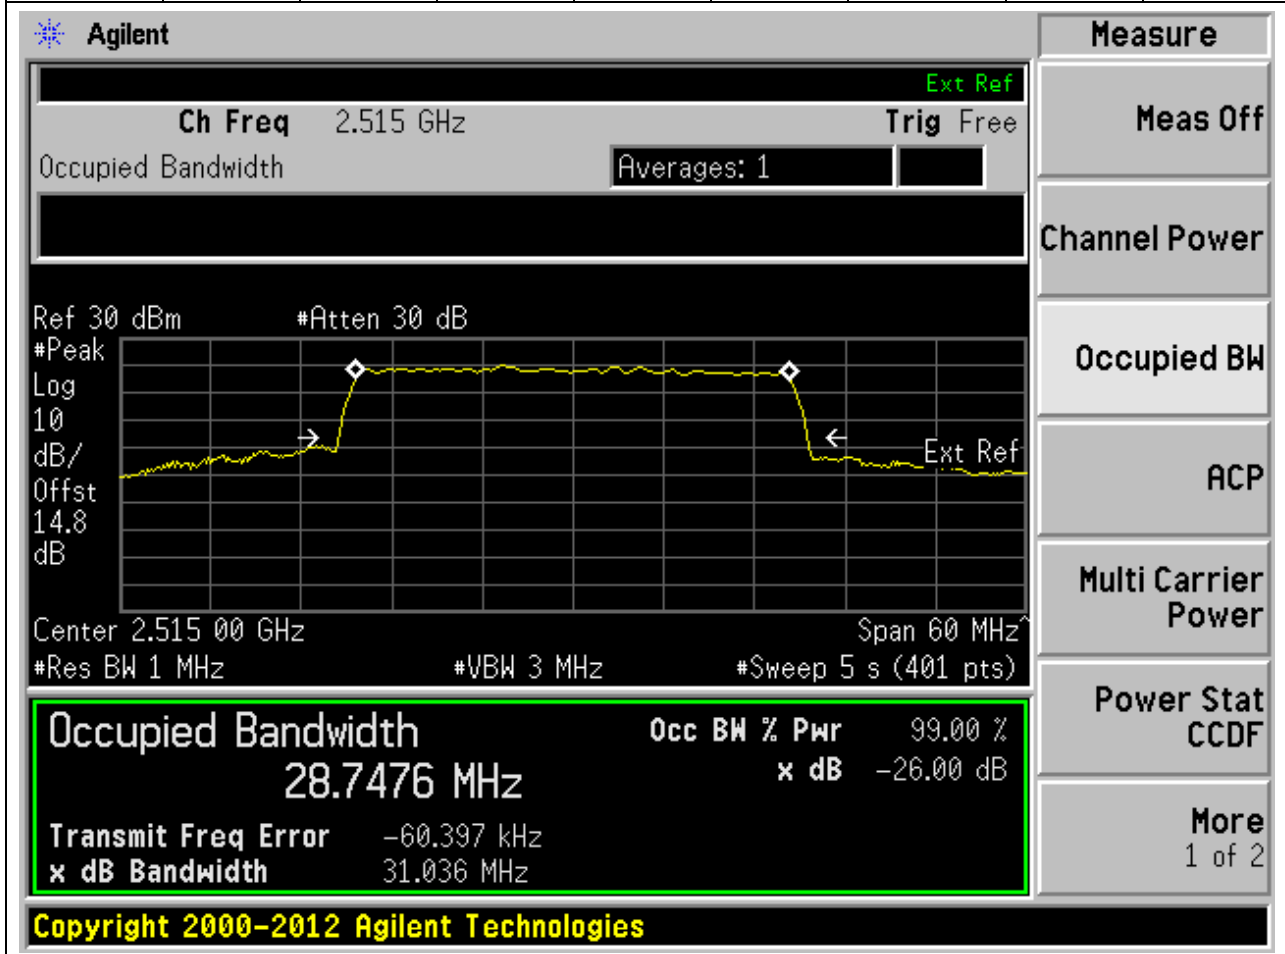 Agilent
Measure
Ext Ref
Ch Freq 2.515 GHz Trig Free
Meas Off
Occupied Bandwidth Averages: 1
Channel Power
Ref 30 dBm #Atten 30 dB
#Peak
Log
10
dB/
Offst
14.8
dB
Ext Ref
Occupied BW
ACP
Center 2.515 00 GHz Span 60 MHz^
#Res BW 1 MHz #VBW 3 MHz #Sweep 5 s (401 pts)
Multi Carrier
Power
Occupied Bandwidth Occ BW % Pwr 99.00 %
28.7476 MHz x dB -26.00 dB
Transmit Freq Error -60.397 kHz
x dB Bandwidth 31.036 MHz
Power Stat
CCDF
More
1 of 2
Copyright 2000-2012 Agilent Technologies